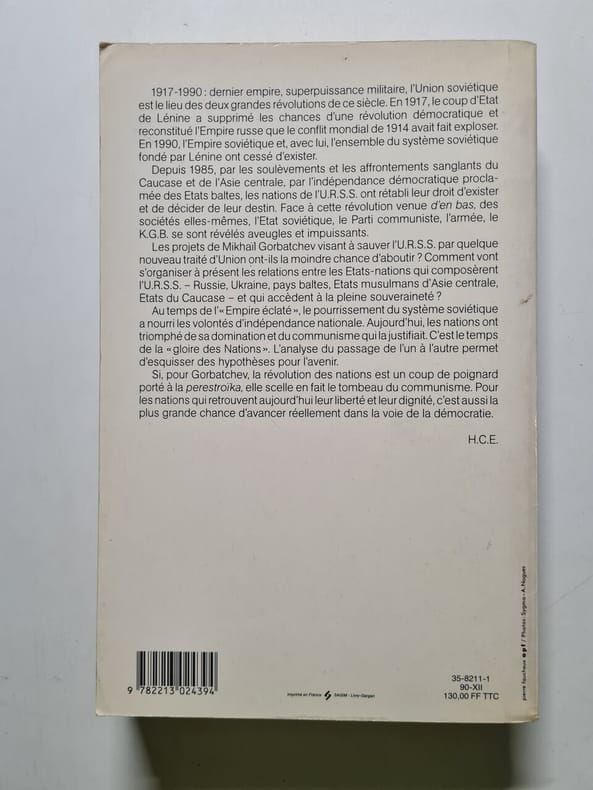 1917-1990 : dernier empire, superpuissance militaire, l'Union soviétique
est le lieu des deux grandes révolutions de ce siècle. En 1917, le coup d'Etat
de Lénine a supprimé les chances d'une révolution démocratique et
reconstitué l'Empire russe que le conflit mondial de 1914 avait fait exploser.
En 1990, l'Empire soviétique et, avec lui, l'ensemble du système soviétique
fondé par Lénine ont cessé d'exister.
Depuis 1985, par les soulèvements et les affrontements sanglants du
Caucase et de l'Asie centrale, par l'indépendance démocratique procla-
mée des Etats baltes, les nations de l'U.R.S.S. ont rétabli leur droit d'exister
et de décider de leur destin. Face à cette révolution venue d'en bas, des
sociétés elles-mêmes, l'Etat soviétique, le Parti communiste, l'armée, le
K.G.B. se sont révélés aveugles et impuissants.
Les projets de Mikhaïl Gorbatchev visant à sauver l'U.R.S.S. par quelque
nouveau traité d'Union ont-ils la moindre chance d'aboutir ? Comment vont
s'organiser à présent les relations entre les Etats-nations qui composèrent
l'U.R.S.S. – Russie, Ukraine, pays baltes, Etats musulmans d'Asie centrale,
Etats du Caucase – et qui accèdent à la pleine souveraineté ?
Au temps de l'« Empire éclaté », le pourrissement du système soviétique
a nourri les volontés d'indépendance nationale. Aujourd'hui, les nations ont
triomphé de sa domination et du communisme qui la justifiait. C'est le temps
de la « gloire des Nations ». L'analyse du passage de l'un à l'autre permet
d'esquisser des hypothèses pour l'avenir.
Si, pour Gorbatchev, la révolution des nations est un coup de poignard
porté à la perestroïka, elle scelle en fait le tombeau du communisme. Pour
les nations qui retrouvent aujourd'hui leur liberté et leur dignité, c'est aussi la
plus grande chance d'avancer réellement dans la voie de la démocratie.
H.C.E.
pierre faucheux apf / Photos : Sygma - A. Nogues
9 782213 024394
Imprimé en France
SAGIM - Livry-Gargan
35-8211-1
90-XII
130,00 FF TTC